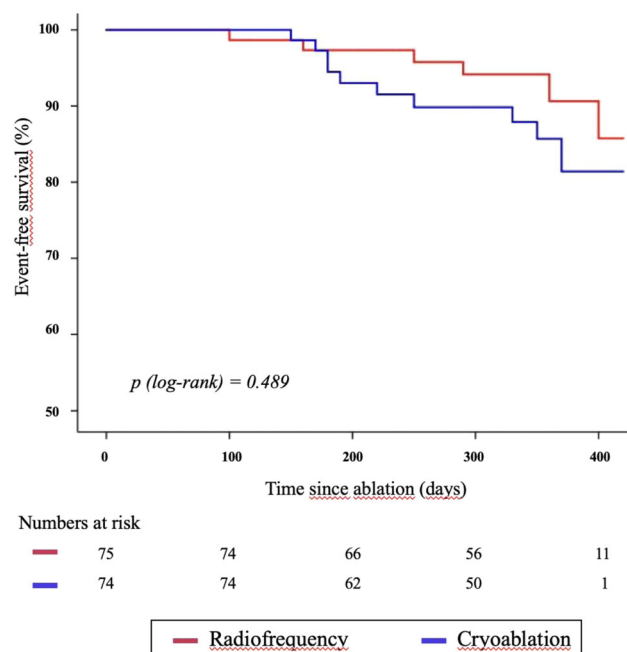 Event-free survival (%)
100
90
80
70
60
50
p (log-rank) = 0.489
0 100 200 300 400
Time since ablation (days)
Numbers at risk
75 74 66 56 11
74 74 62 50 1
Radiofrequency Cryoablation